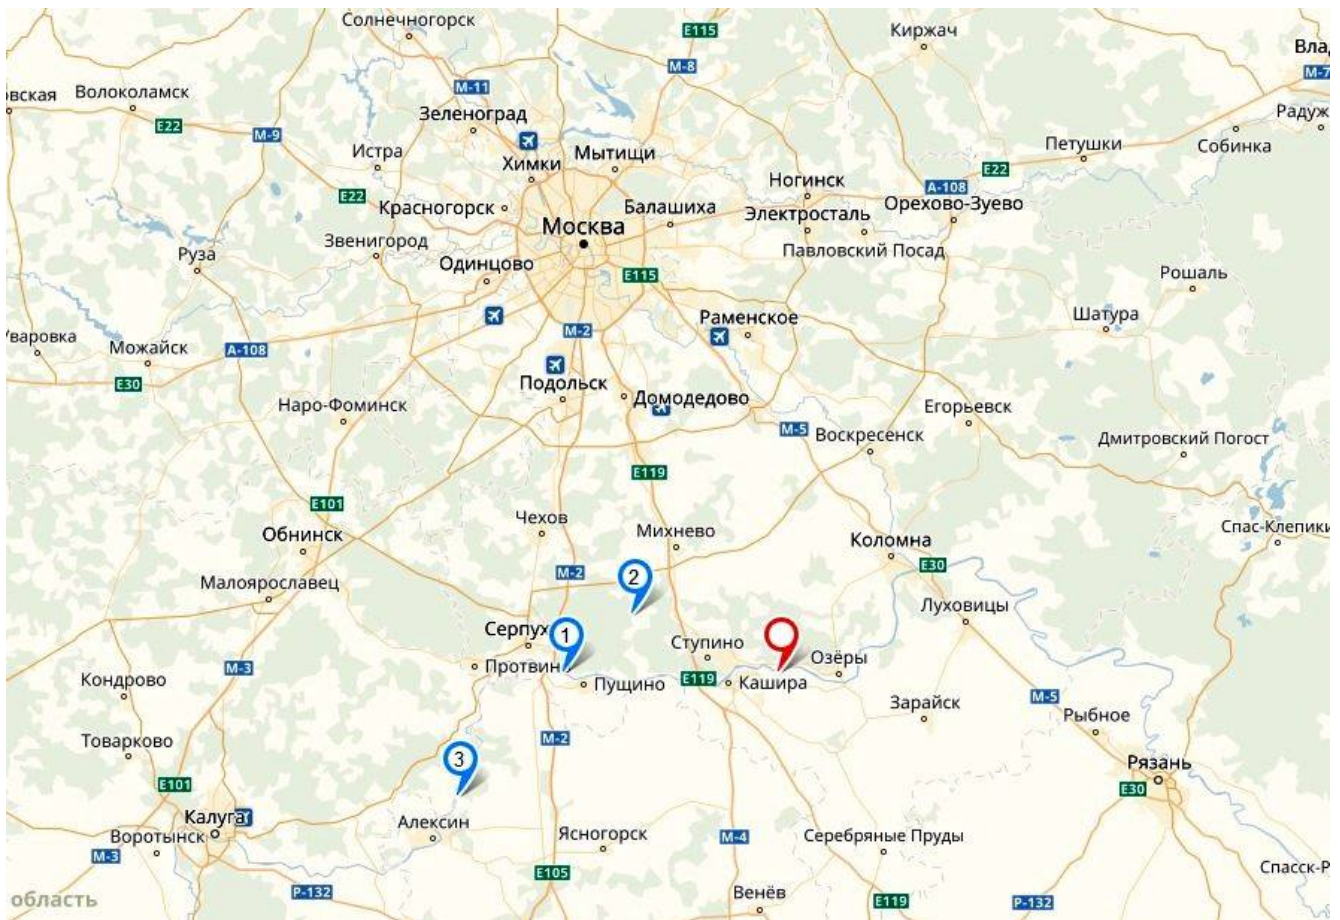 Солнечногорск
E115
Киржач
М-8
Вла
М-7
М-11
овская
Волоколамск
Зеленоград
Радуж
E22
М-9
Петушки
Собинка
Истра
Химки
Мытищи
E22
Ногинск
А-108
E22
Красногорск
Балашиха
Электросталь
Орехово-Зуево
Москва
Звенигород
Павловский Посад
Руза
Одинцово
E115
Рошаль
Раменское
Шатура
М-2
Уваровка
Можайск
А-108
E30
Подольск
Домодедово
Наро-Фоминск
Егорьевск
М-5
Воскресенск
Дмитровский Погост
E119
E101
Чехов
Михнево
Спас-Клепики
Обнинск
Коломна
E30
М-2
2
Малоярославец
Луховицы
Серпух
1
Ступино
Озёры
Протвин
М-3
Пущино
E119
Кашира
Кондрово
М-5
Зарайск
Рыбное
Товарково
М-2
3
Рязань
E101
E30
Калуга
Алексин
Ясногорск
М-4
Серебряные Пруды
Воротынск
М-3
Спасск-Р
E105
область
Р-132
Венёв
E119
Р-132